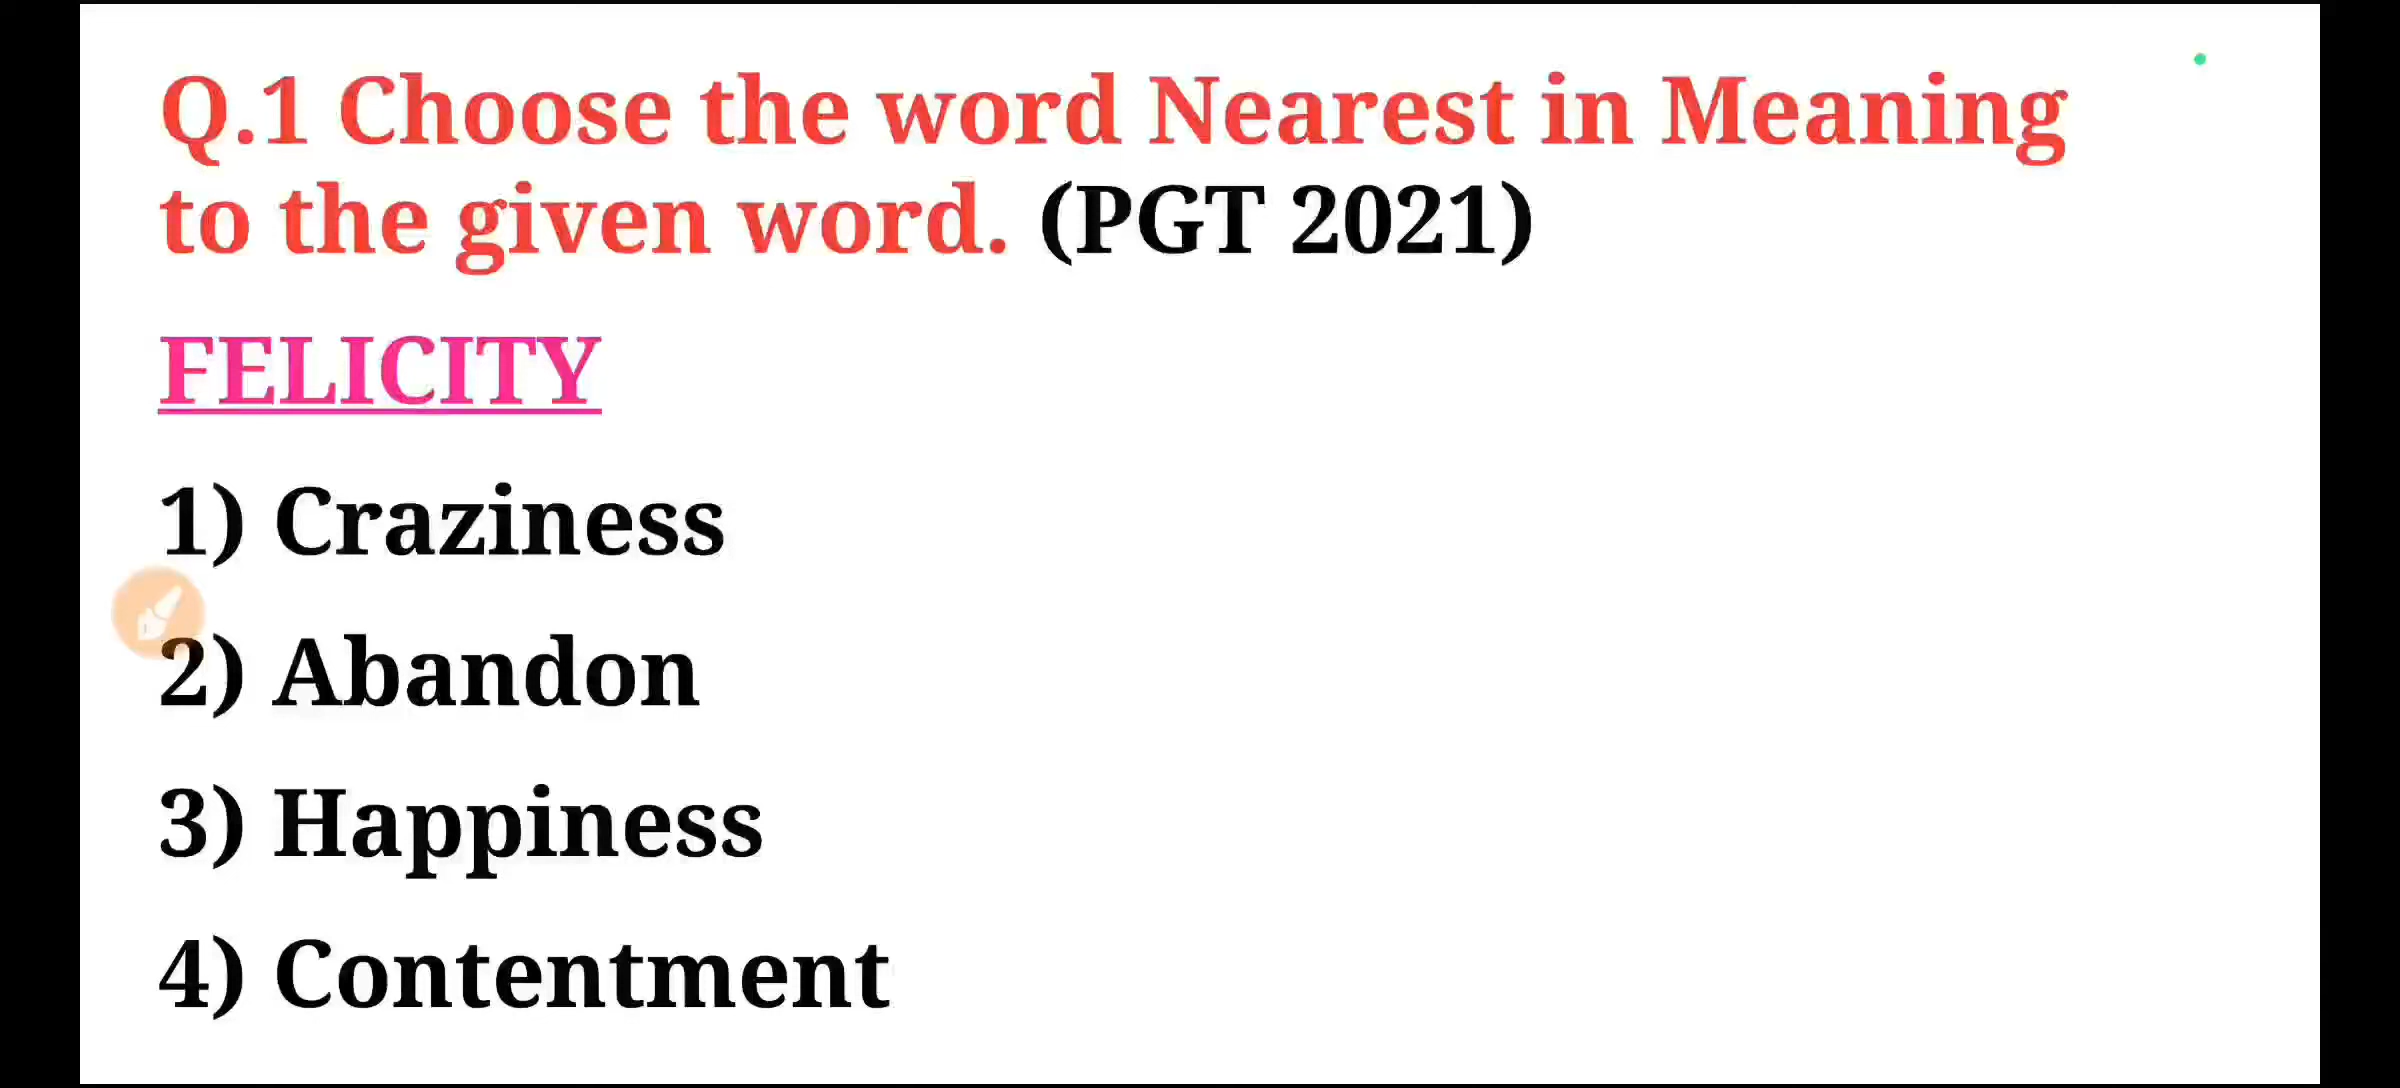 Q.1 Choose the word Nearest in Meaning
to the given word. (PGT 2021)
FELICITY
1) Craziness
2) Abandon
3) Happiness
4) Contentment